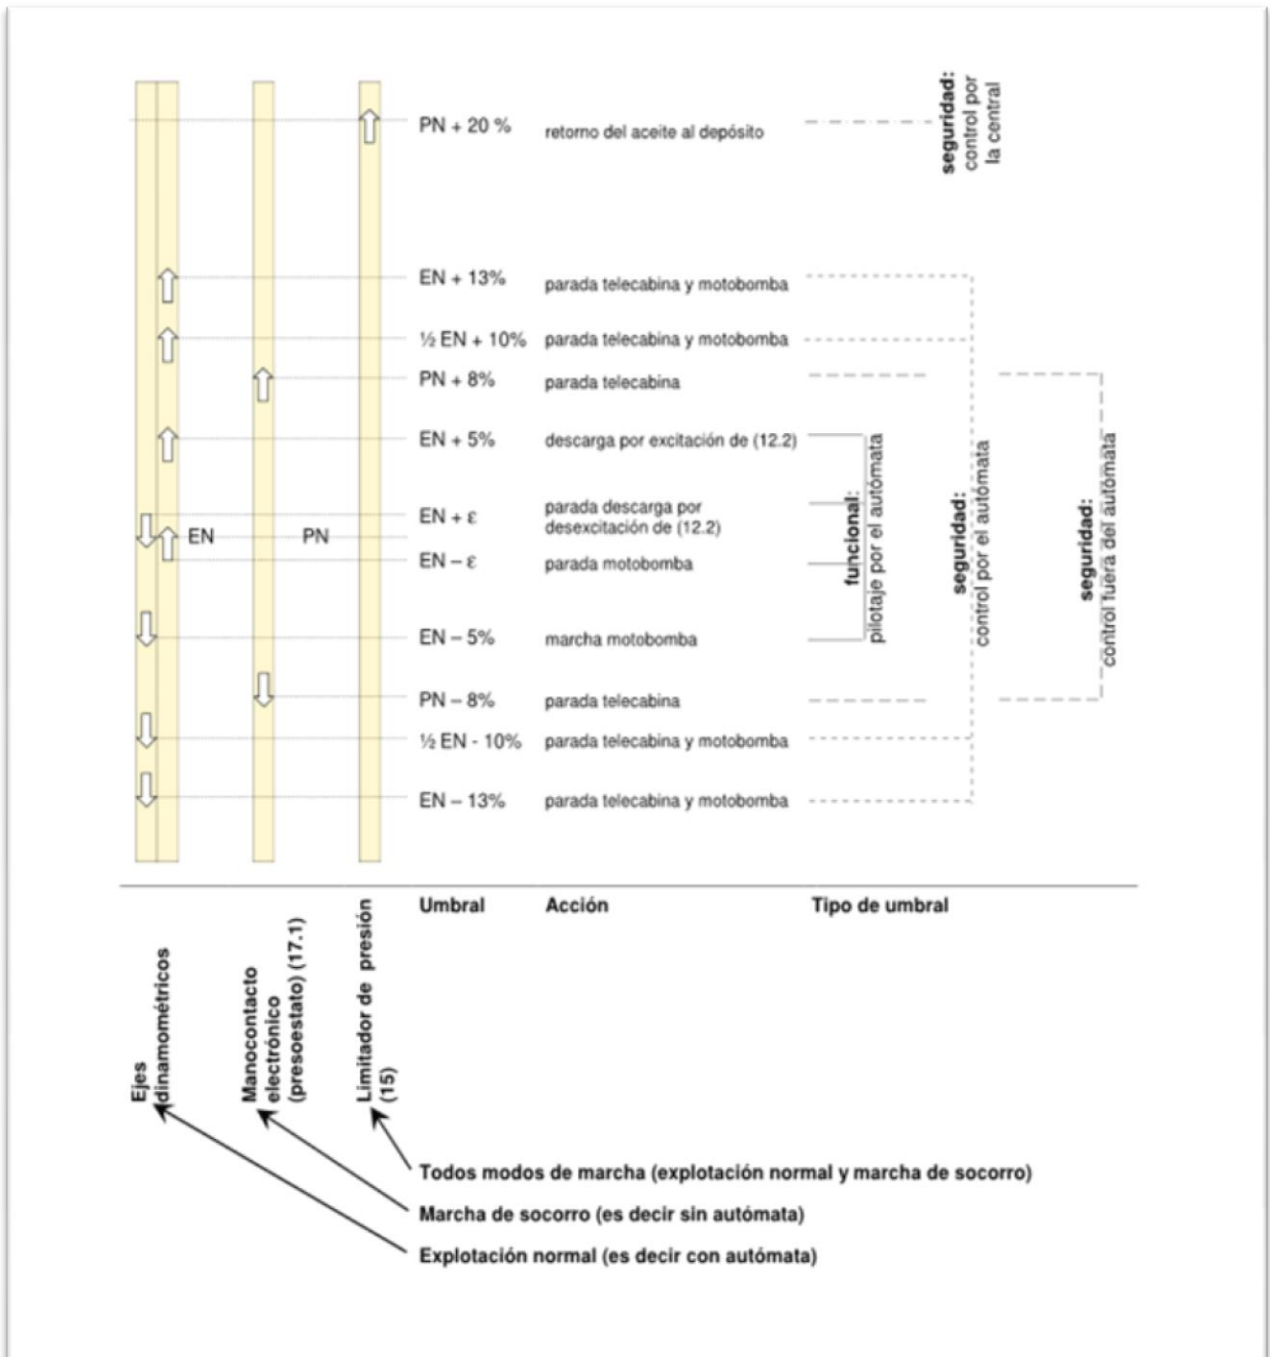 PN + 20 % retorno del aceite al depósito
seguridad:
control por
la central
EN + 13% parada telecabina y motobomba
½ EN + 10% parada telecabina y motobomba
PN + 8% parada telecabina
EN + 5% descarga por excitación de (12.2)
EN + ε parada descarga por
desexcitación de (12.2)
EN PN
EN – ε parada motobomba
EN – 5% marcha motobomba
PN – 8% parada telecabina
½ EN - 10% parada telecabina y motobomba
EN – 13% parada telecabina y motobomba
funcional:
pilotaje por el autómata
seguridad:
control por el autómata
seguridad:
control fuera del autómata
Umbral Acción Tipo de umbral
Ejes
dinamométricos
Manocontacto
electrónico
(presoestato) (17.1)
Limitador de presión
(15)
Todos modos de marcha (explotación normal y marcha de socorro)
Marcha de socorro (es decir sin autómata)
Explotación normal (es decir con autómata)